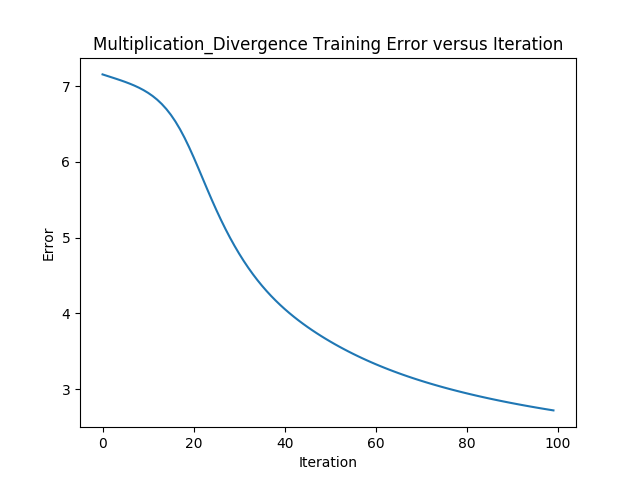 Multiplication_Divergence Training Error versus Iteration
7
6
5
4
3
Error
0 20 40 60 80 100
Iteration